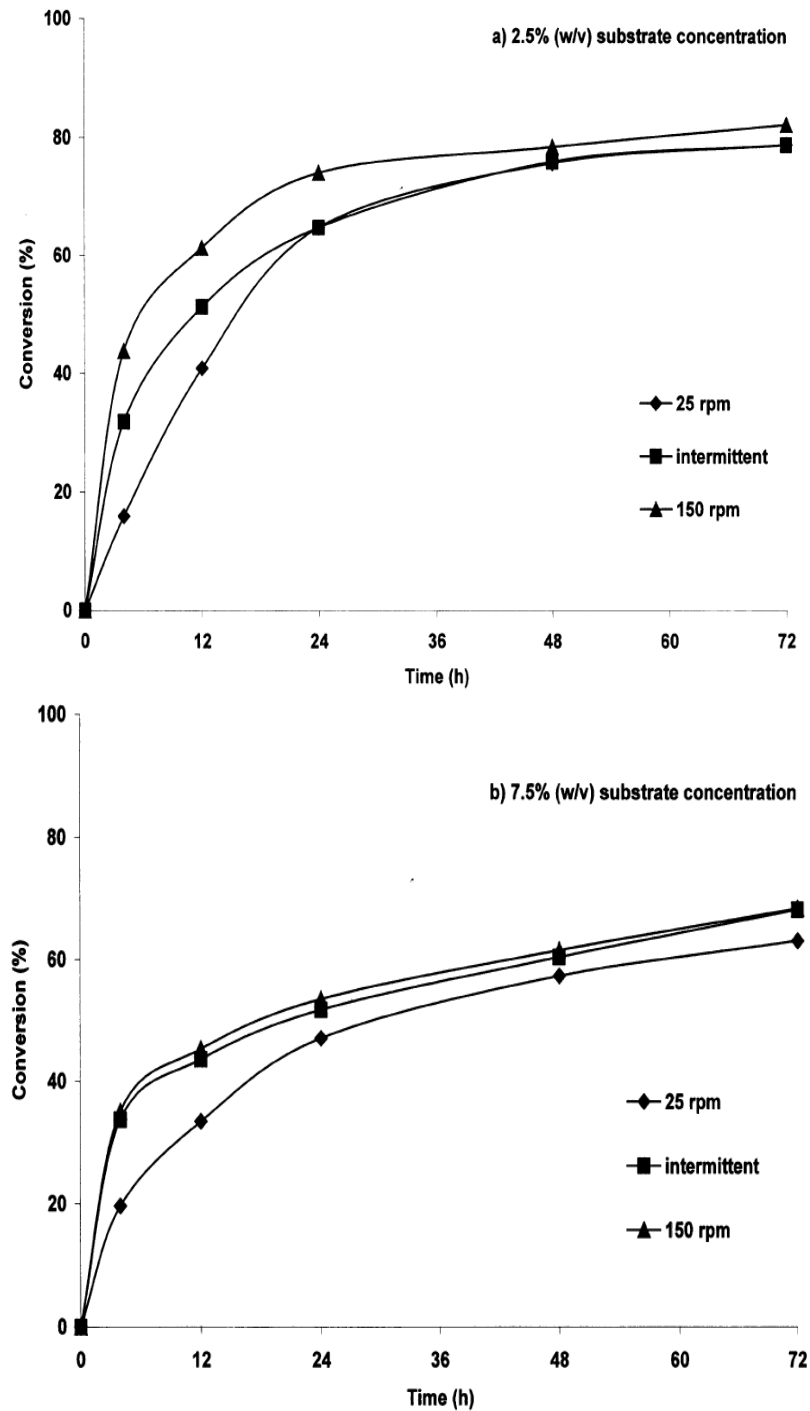 100
a) 2.5% (w/v) substrate concentration
80
60
Conversion (%)
40
25 rpm
intermittent
20
150 rpm
0
0 12 24 36 48 60 72
Time (h)
100
b) 7.5% (w/v) substrate concentration
80
60
Conversion (%)
40
25 rpm
intermittent
20
150 rpm
0
0 12 24 36 48 60 72
Time (h)